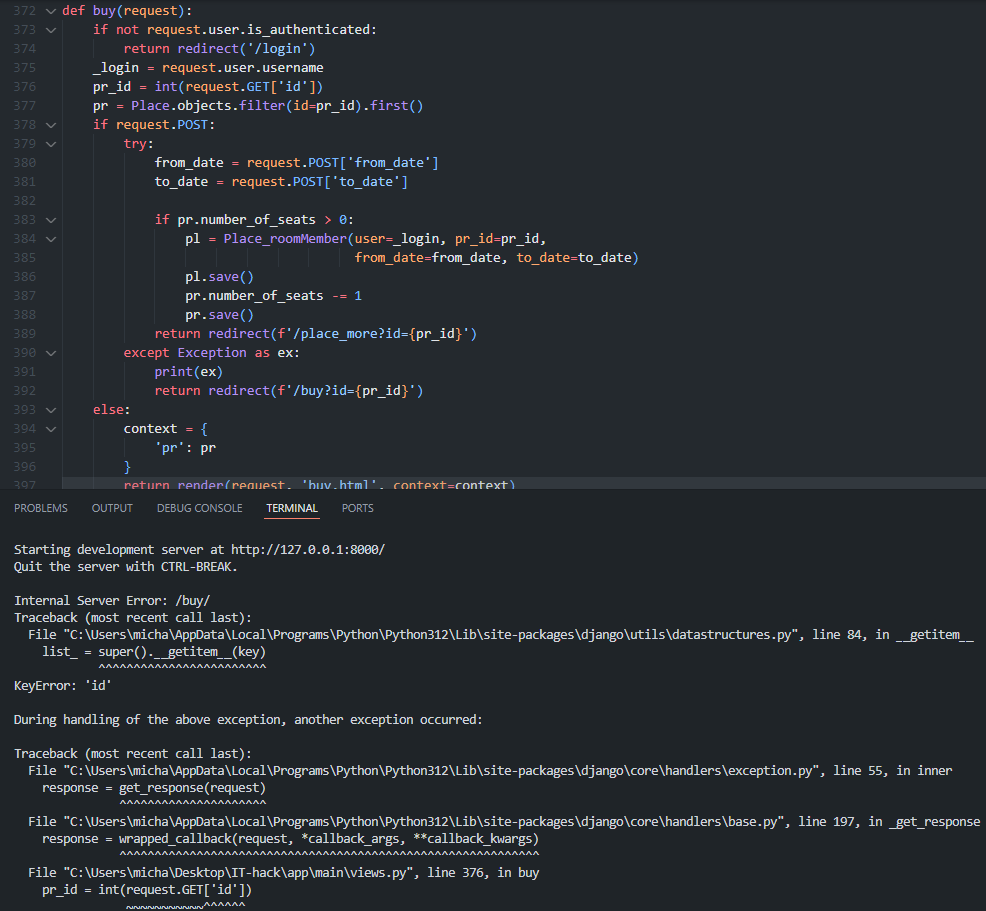 372 def buy(request):
373     if not request.user.is_authenticated:
374         return redirect('/login')
375     _login = request.user.username
376     pr_id = int(request.GET['id'])
377     pr = Place.objects.filter(id=pr_id).first()
378     if request.POST:
379         try:
380             from_date = request.POST['from_date']
381             to_date = request.POST['to_date']
382
383             if pr.number_of_seats > 0:
384                 pl = Place_roomMember(user=_login, pr_id=pr_id,
385                                       from_date=from_date, to_date=to_date)
386                 pl.save()
387                 pr.number_of_seats -= 1
388                 pr.save()
389             return redirect(f'/place_more?id={pr_id}')
390         except Exception as ex:
391             print(ex)
392             return redirect(f'/buy?id={pr_id}')
393     else:
394         context = {
395             'pr': pr
396         }
397         return render(request, 'buy.html', context=context)
PROBLEMS OUTPUT DEBUG CONSOLE TERMINAL PORTS
Starting development server at http://127.0.0.1:8000/
Quit the server with CTRL-BREAK.
Internal Server Error: /buy/
Traceback (most recent call last):
  File "C:\Users\micha\AppData\Local\Programs\Python\Python312\Lib\site-packages\django\utils\datastructures.py", line 84, in __getitem__
    list_ = super().__getitem__(key)
            ^^^^^^^^^^^^^^^^^^^^^^^^
KeyError: 'id'
During handling of the above exception, another exception occurred:
Traceback (most recent call last):
  File "C:\Users\micha\AppData\Local\Programs\Python\Python312\Lib\site-packages\django\core\handlers\exception.py", line 55, in inner
    response = get_response(request)
               ^^^^^^^^^^^^^^^^^^^^^
  File "C:\Users\micha\AppData\Local\Programs\Python\Python312\Lib\site-packages\django\core\handlers\base.py", line 197, in _get_response
    response = wrapped_callback(request, *callback_args, **callback_kwargs)
               ^^^^^^^^^^^^^^^^^^^^^^^^^^^^^^^^^^^^^^^^^^^^^^^^^^^^^^^^^^^^
  File "C:\Users\micha\Desktop\IT-hack\app\main\views.py", line 376, in buy
    pr_id = int(request.GET['id'])
                ~~~~~~~~~~~^^^^^^